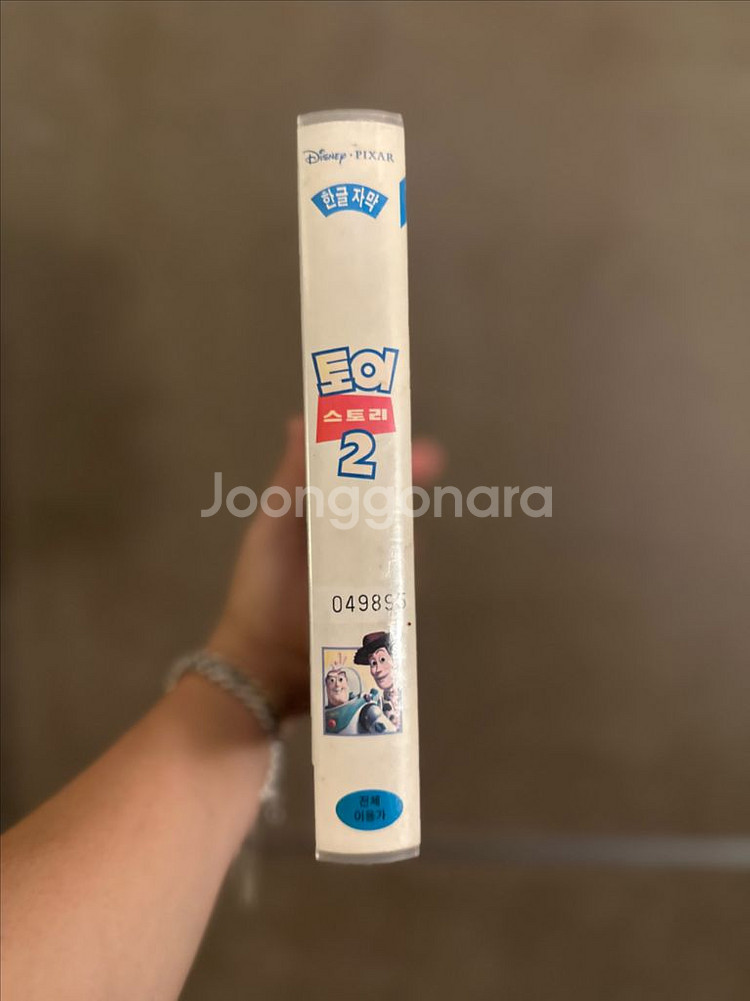 Disney · PIXAR
한글 자막
토이
스토리
2
Joonggonara
049895
전체
이용가